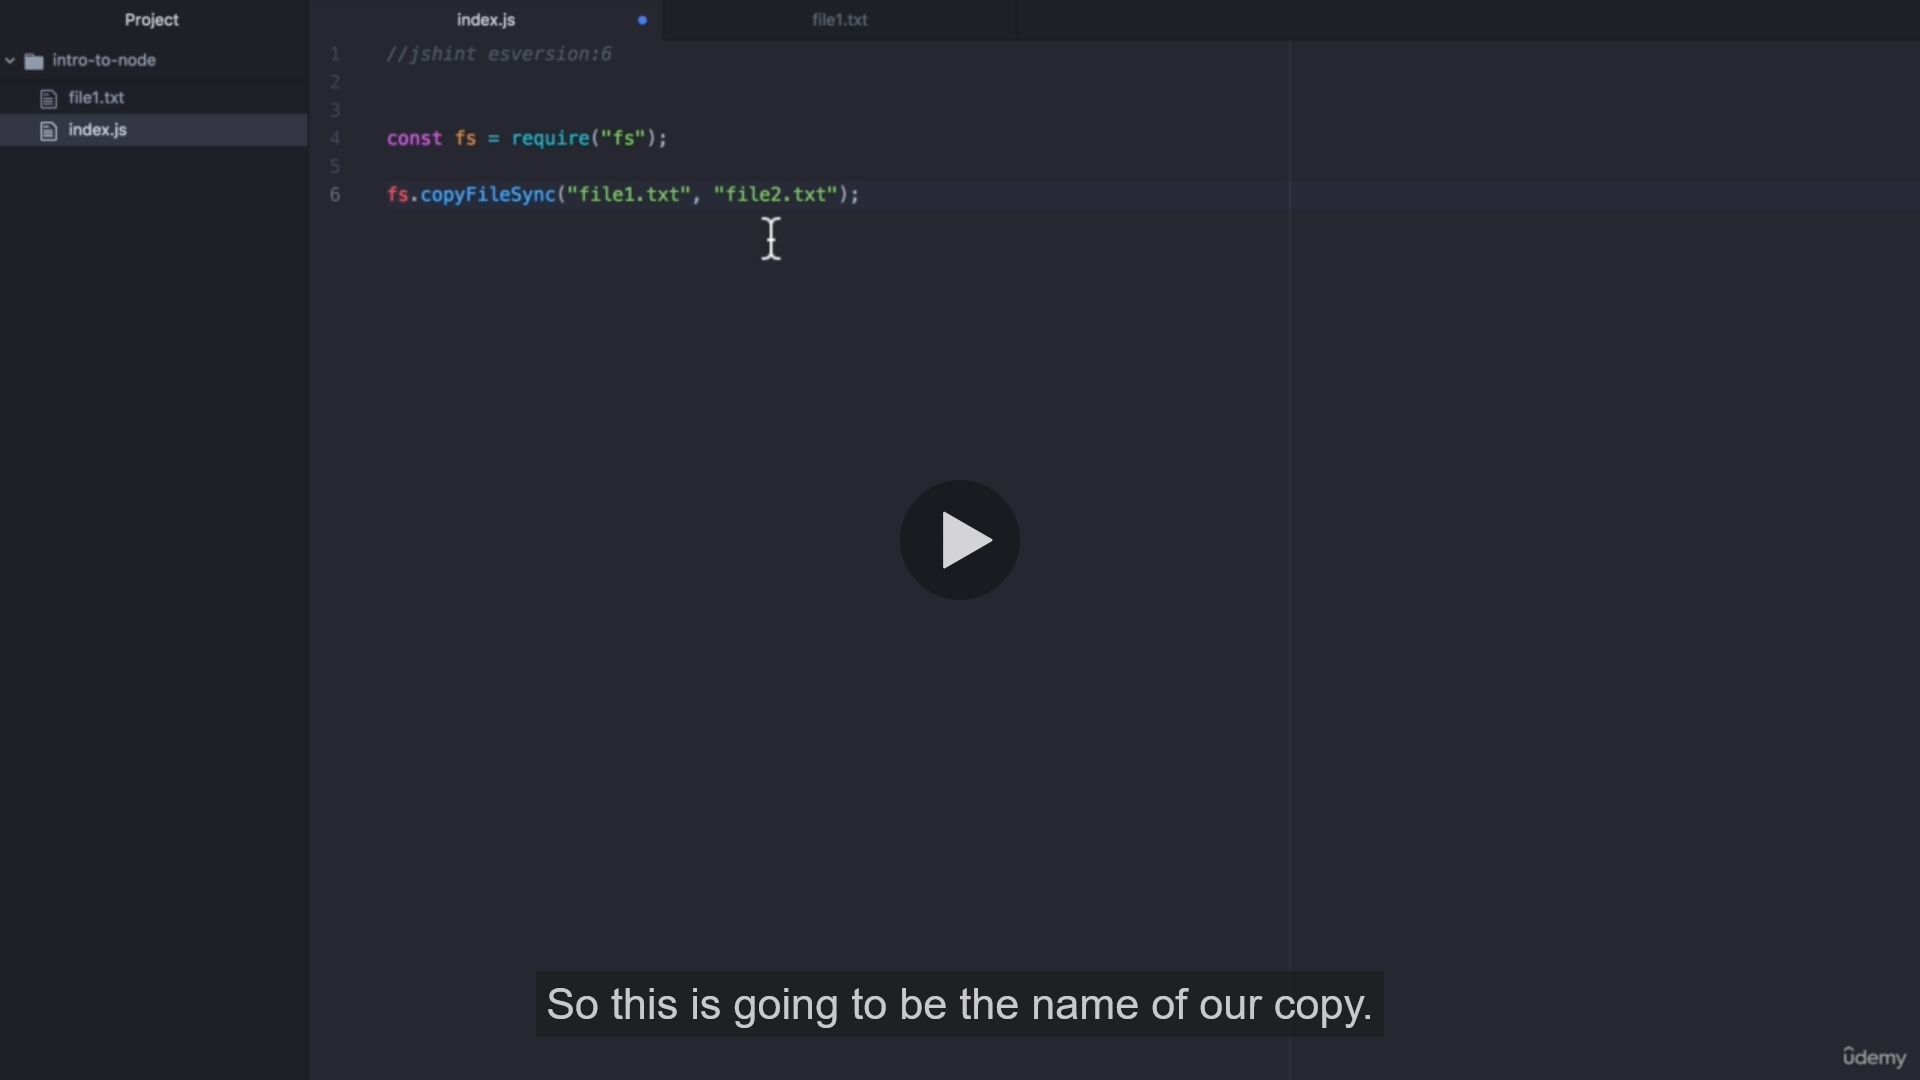 Project
index.js
file1.txt
intro-to-node
file1.txt
index.js
1 //jshint esversion:6
2
3
4 const fs = require("fs");
5
6 fs.copyFileSync("file1.txt", "file2.txt");
So this is going to be the name of our copy.
ûdemy